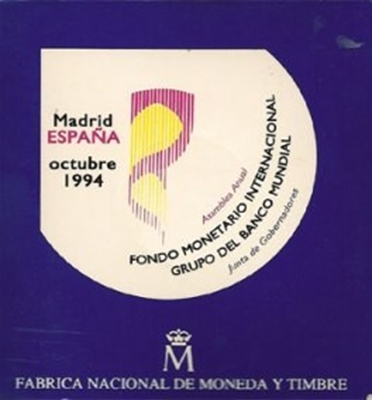 Madrid
ESPAÑA
octubre
1994
Asamblea Anual
FONDO MONETARIO INTERNACIONAL
GRUPO DEL BANCO MUNDIAL
Junta de Gobernadores
M
FABRICA NACIONAL DE MONEDA Y TIMBRE